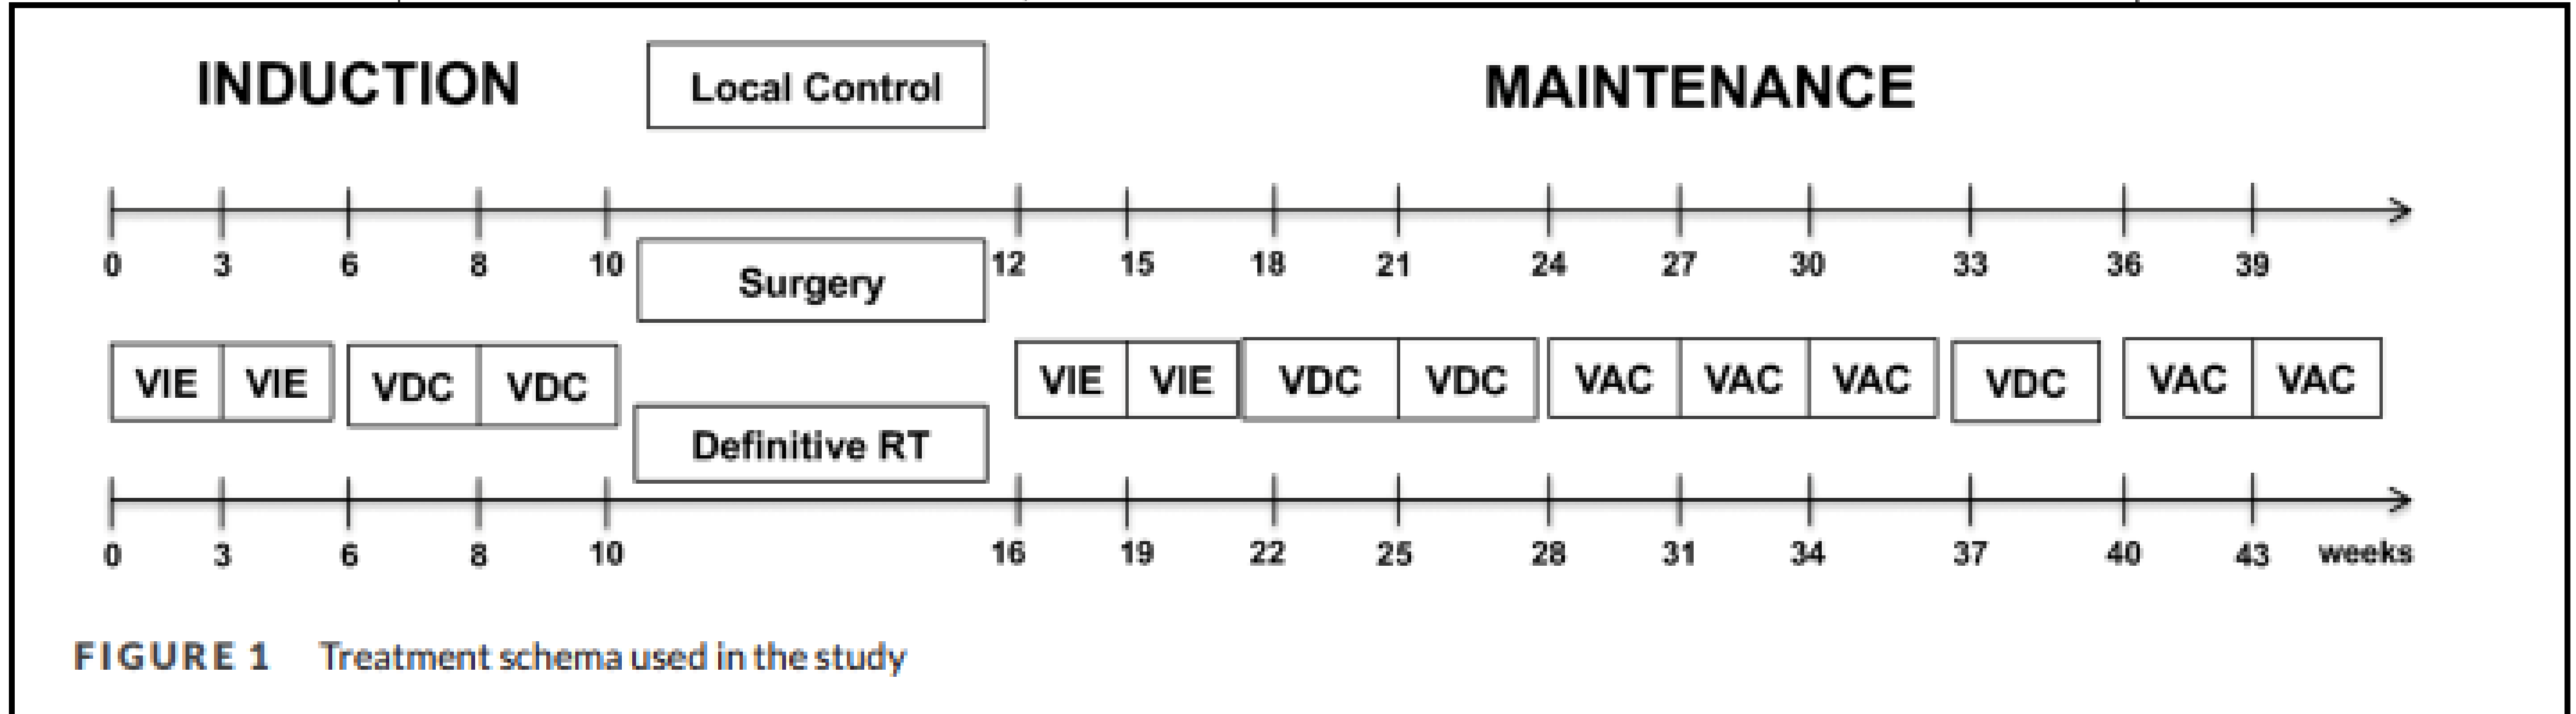 INDUCTION Local Control MAINTENANCE
0 3 6 8 10 12 15 18 21 24 27 30 33 36 39
Surgery
VIE VIE VDC VDC VIE VIE VDC VDC VAC VAC VAC VDC VAC VAC
Definitive RT
0 3 6 8 10 16 19 22 25 28 31 34 37 40 43 weeks
FIGURE 1 Treatment schema used in the study